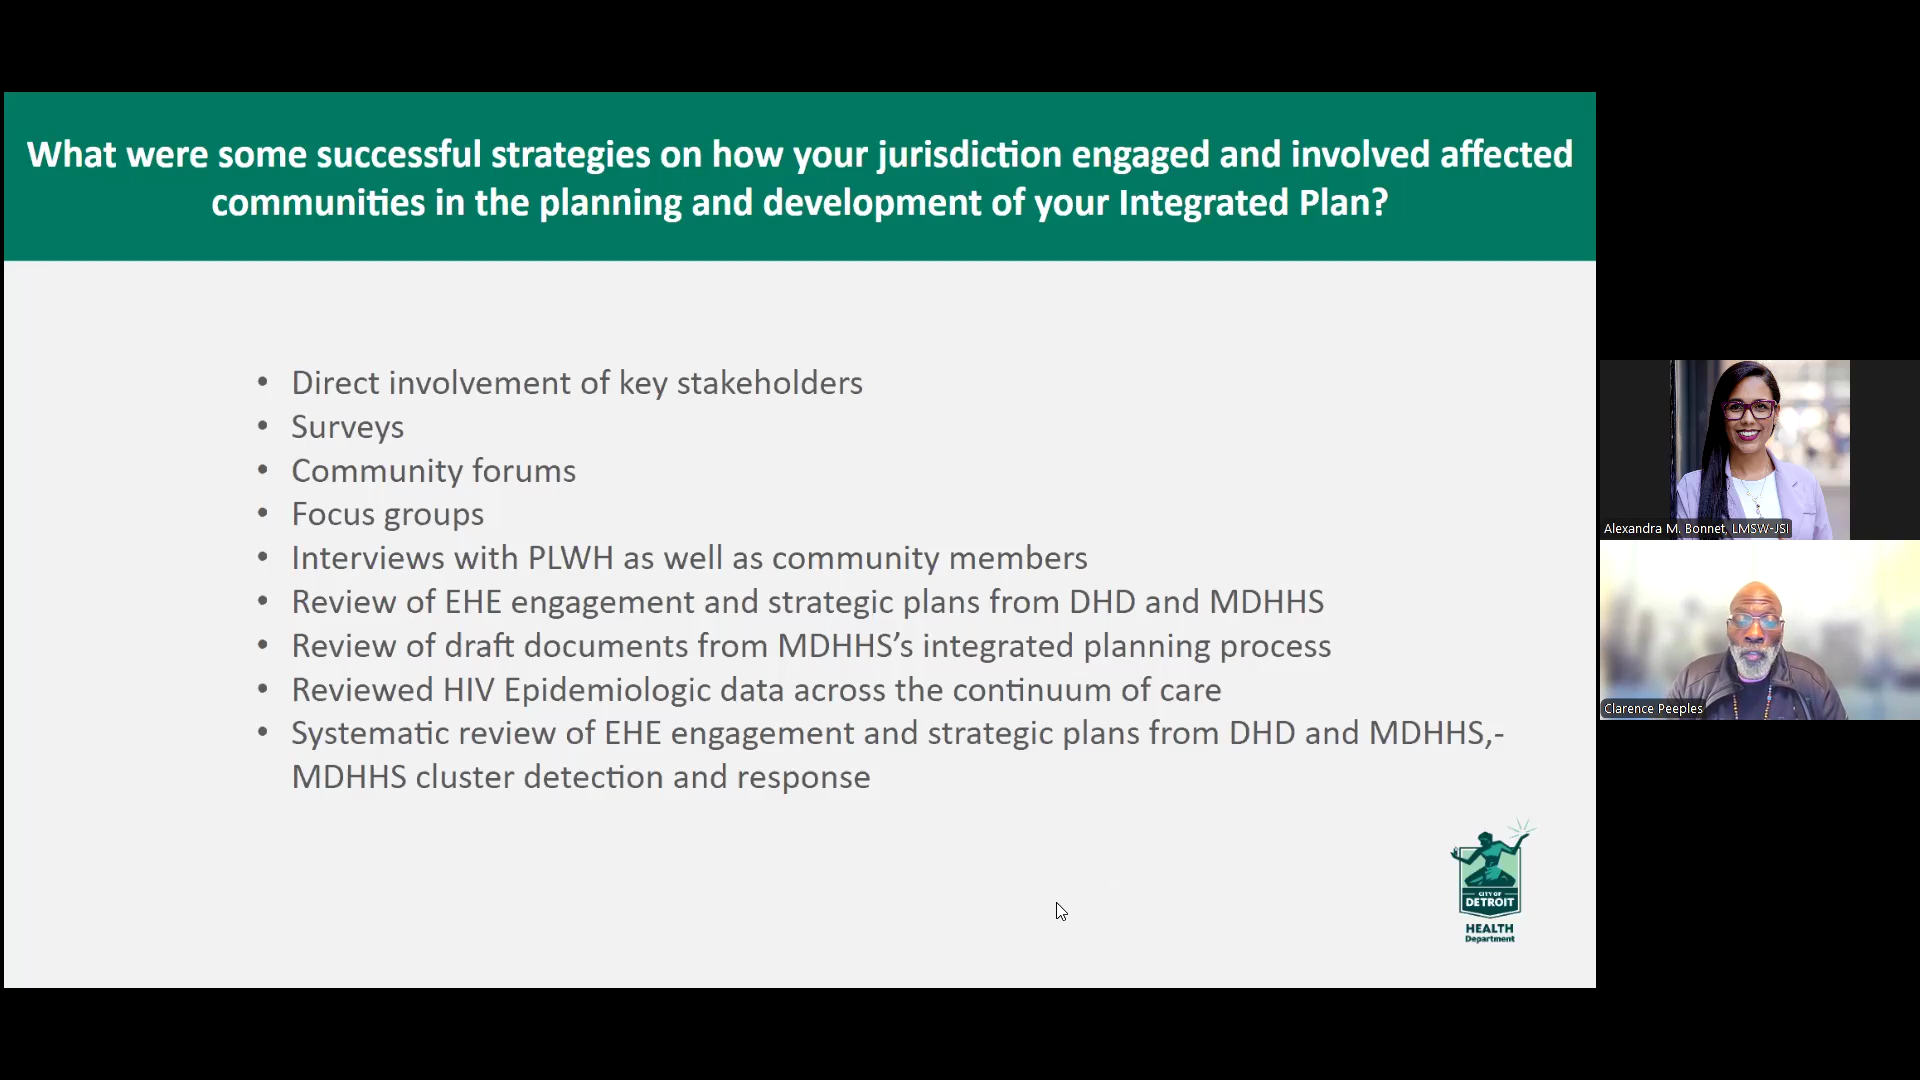 What were some successful strategies on how your jurisdiction engaged and involved affected
communities in the planning and development of your Integrated Plan?
• Direct involvement of key stakeholders
• Surveys
• Community forums
• Focus groups
• Interviews with PLWH as well as community members
• Review of EHE engagement and strategic plans from DHD and MDHHS
• Review of draft documents from MDHHS’s integrated planning process
• Reviewed HIV Epidemiologic data across the continuum of care
• Systematic review of EHE engagement and strategic plans from DHD and MDHHS,-
MDHHS cluster detection and response
CITY OF
DETROIT
HEALTH
Department
Alexandra M. Bonnet, LMSW-JSI
Clarence Peeples